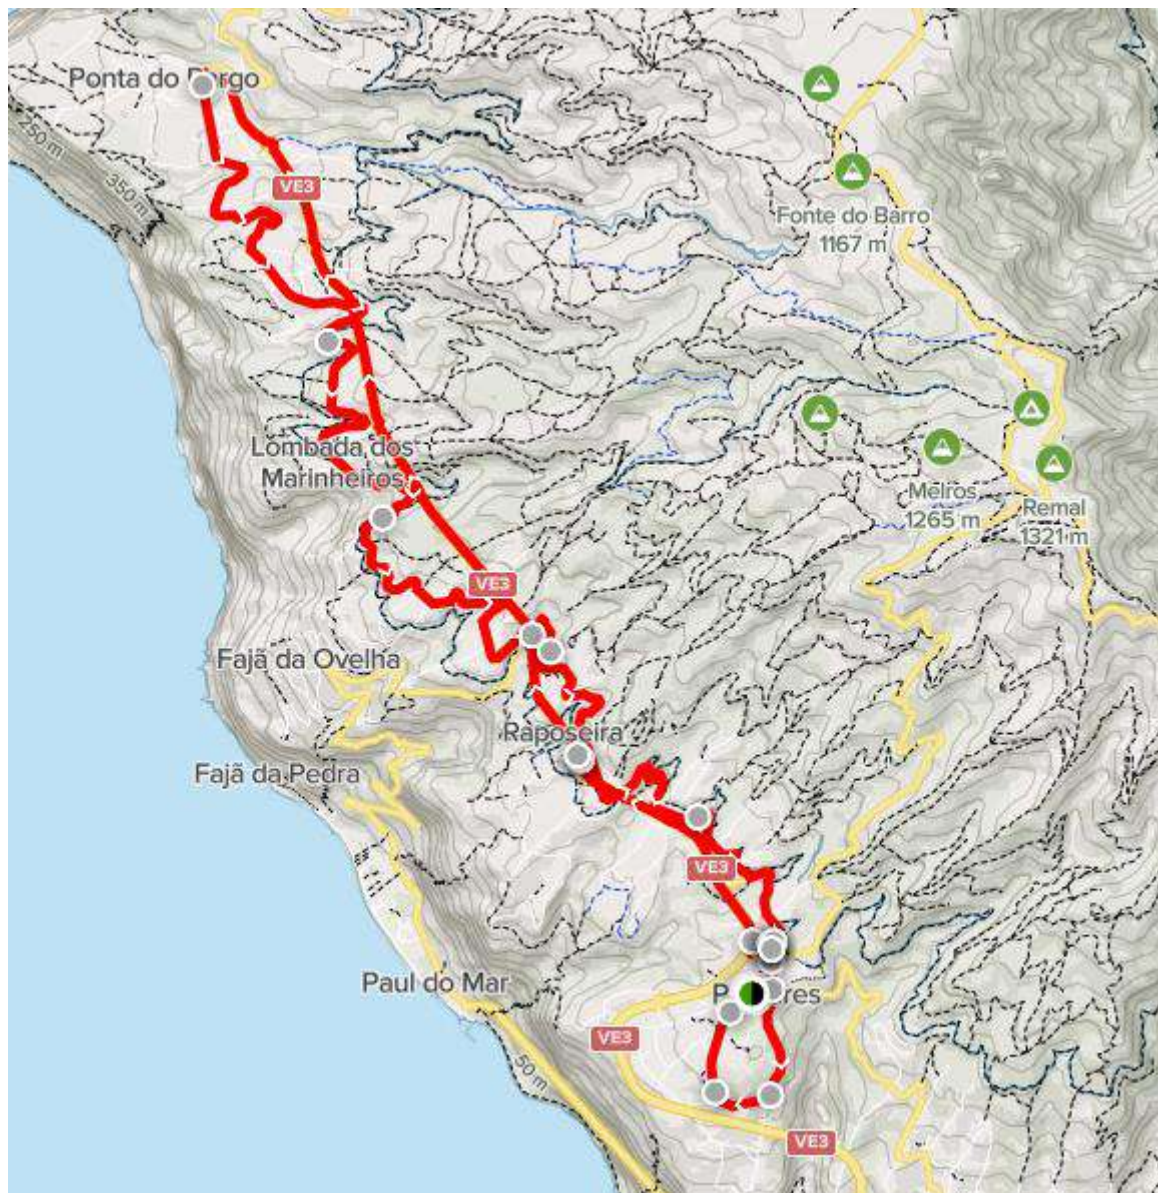 Ponta do
250 m
350 m
VE3
Fonte do Barro
1167 m
Lombada dos
Marinheiros
Melros
1265 m
Remal
1321 m
VE3
Fajã da Ovelha
Raposeira
Fajã da Pedra
VE3
Paul do Mar
VE3
50 m
VE3